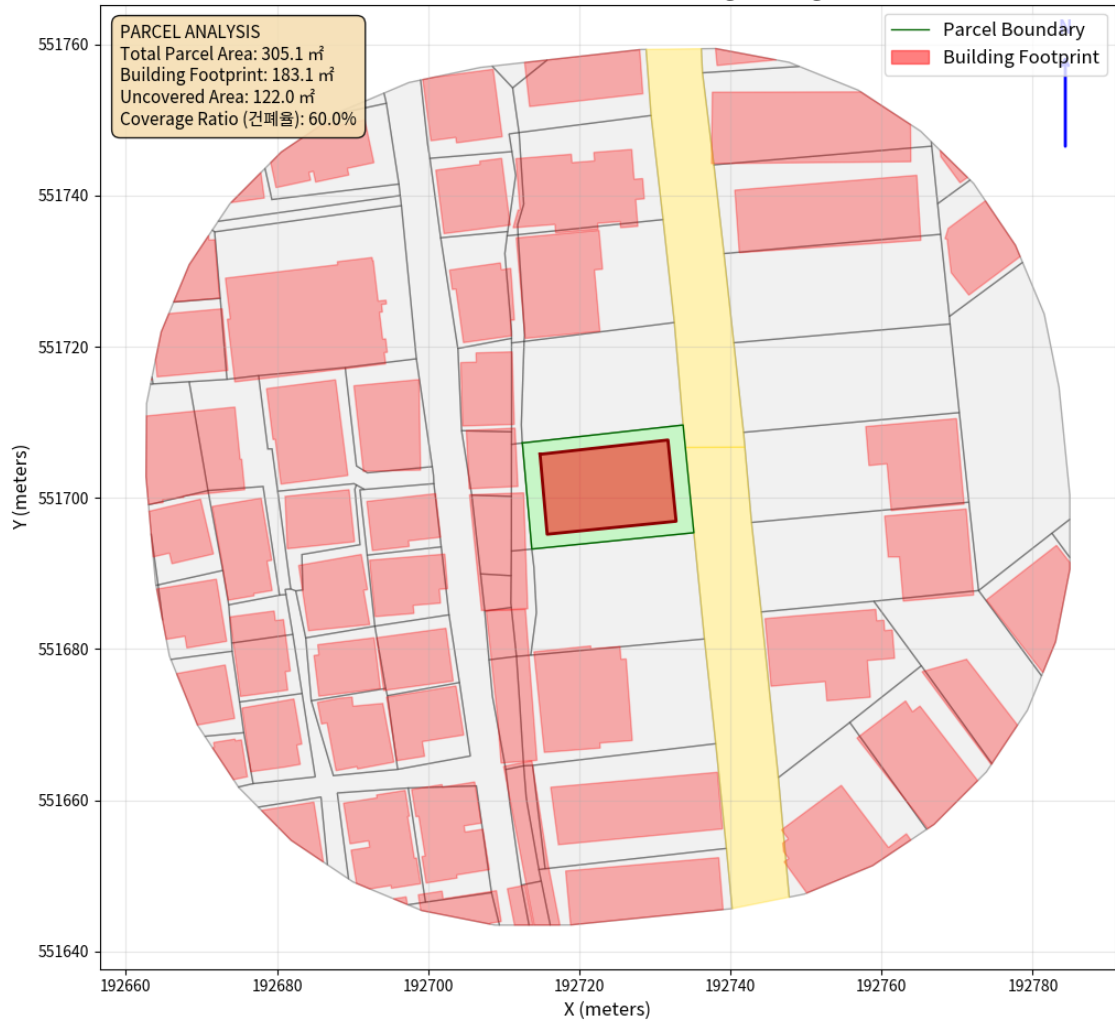 PARCEL ANALYSIS
Total Parcel Area: 305.1 ㎡
Building Footprint: 183.1 ㎡
Uncovered Area: 122.0 ㎡
Coverage Ratio (건폐율): 60.0%
Parcel Boundary
Building Footprint
N
551760
551740
551720
551700
551680
551660
551640
Y (meters)
192660 192680 192700 192720 192740 192760 192780
X (meters)